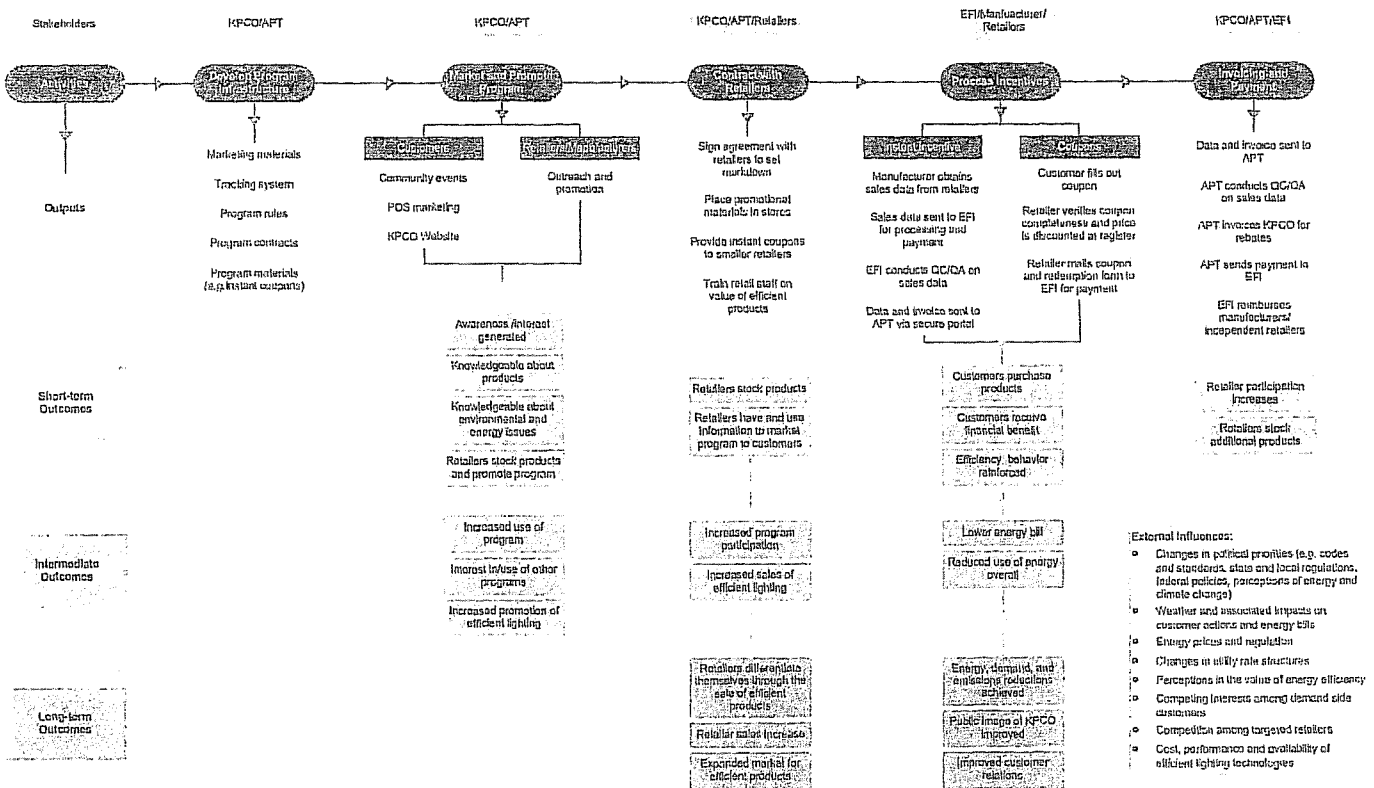 Stakeholders
KPCO/APT
KPCO/APT
KPCO/APT/Retailers
EFI/Manfuacturer/
Retailers
KPCO/APT/EFI
Activities
Develop Program
Infrastructure
Market and Promote
Program
Contract with
Retailers
Process Incentives
Invoicing and
Payment
Outputs
Marketing materials
Tracking system
Program rules
Program contracts
Program materials
(e.g. instant coupons)
Customers
Community events
POS marketing
KPCO Website
Retailers/Manufacturers
Outreach and
promotion
Sign agreement with
retailers to set
markdown
Place promotional
materials in stores
Provide instant coupons
to smaller retailers
Train retail staff on
value of efficient
products
Instant Incentive
Manufacturer obtains
sales data from retailers
Sales data sent to EFI
for processing and
payment
EFI conducts QC/QA on
sales data
Data and invoice sent to
APT via secure portal
Coupons
Customer fills out
coupon
Retailer verifies coupon
completeness and price
is discounted at register
Retailer mails coupon
and redemption form to
EFI for payment
Data and invoice sent to
APT
APT conducts QC/QA
on sales data
APT invoices KPCO for
rebates
APT sends payment to
EFI
EFI reimburses
manufacturers/
independent retailers
Short-term
Outcomes
Awareness /interest
generated
Knowledgeable about
products
Knowledgeable about
environmental and
energy issues
Retailers stock products
and promote program
Retailers stock products
Retailers have and use
information to market
program to customers
Customers purchase
products
Customers receive
financial benefit
Efficiency behavior
reinforced
Retailer participation
increases
Retailers stock
additional products
Intermediate
Outcomes
Increased use of
program
Interest in/use of other
programs
Increased promotion of
efficient lighting
Increased program
participation
Increased sales of
efficient lighting
Lower energy bill
Reduced use of energy
overall
Long-term
Outcomes
Retailers differentiate
themselves through the
sale of efficient
products
Retailer sales increase
Expanded market for
efficient products
Energy, demand, and
emissions reductions
achieved
Public image of KPCO
improved
Improved customer
relations
External Influences:
Changes in political priorities (e.g. codes
and standards, state and local regulations,
federal policies, perceptions of energy and
climate change)
Weather and associated impacts on
customer actions and energy bills
Energy prices and regulation
Changes in utility rate structures
Perceptions in the value of energy efficiency
Competing interests among demand side
customers
Competition among targeted retailers
Cost, performance and availability of
efficient lighting technologies